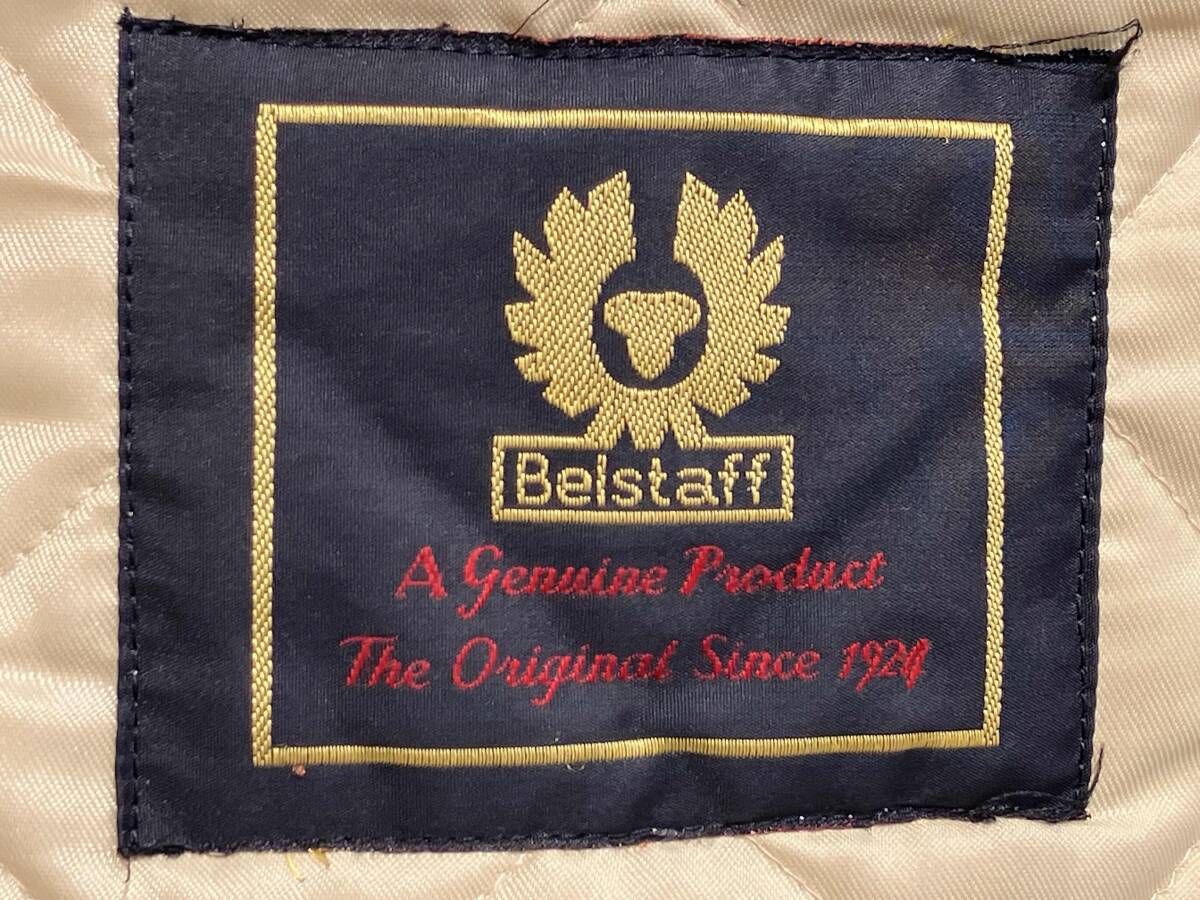 Belstaff
A Genuine Product
The Original Since 1924